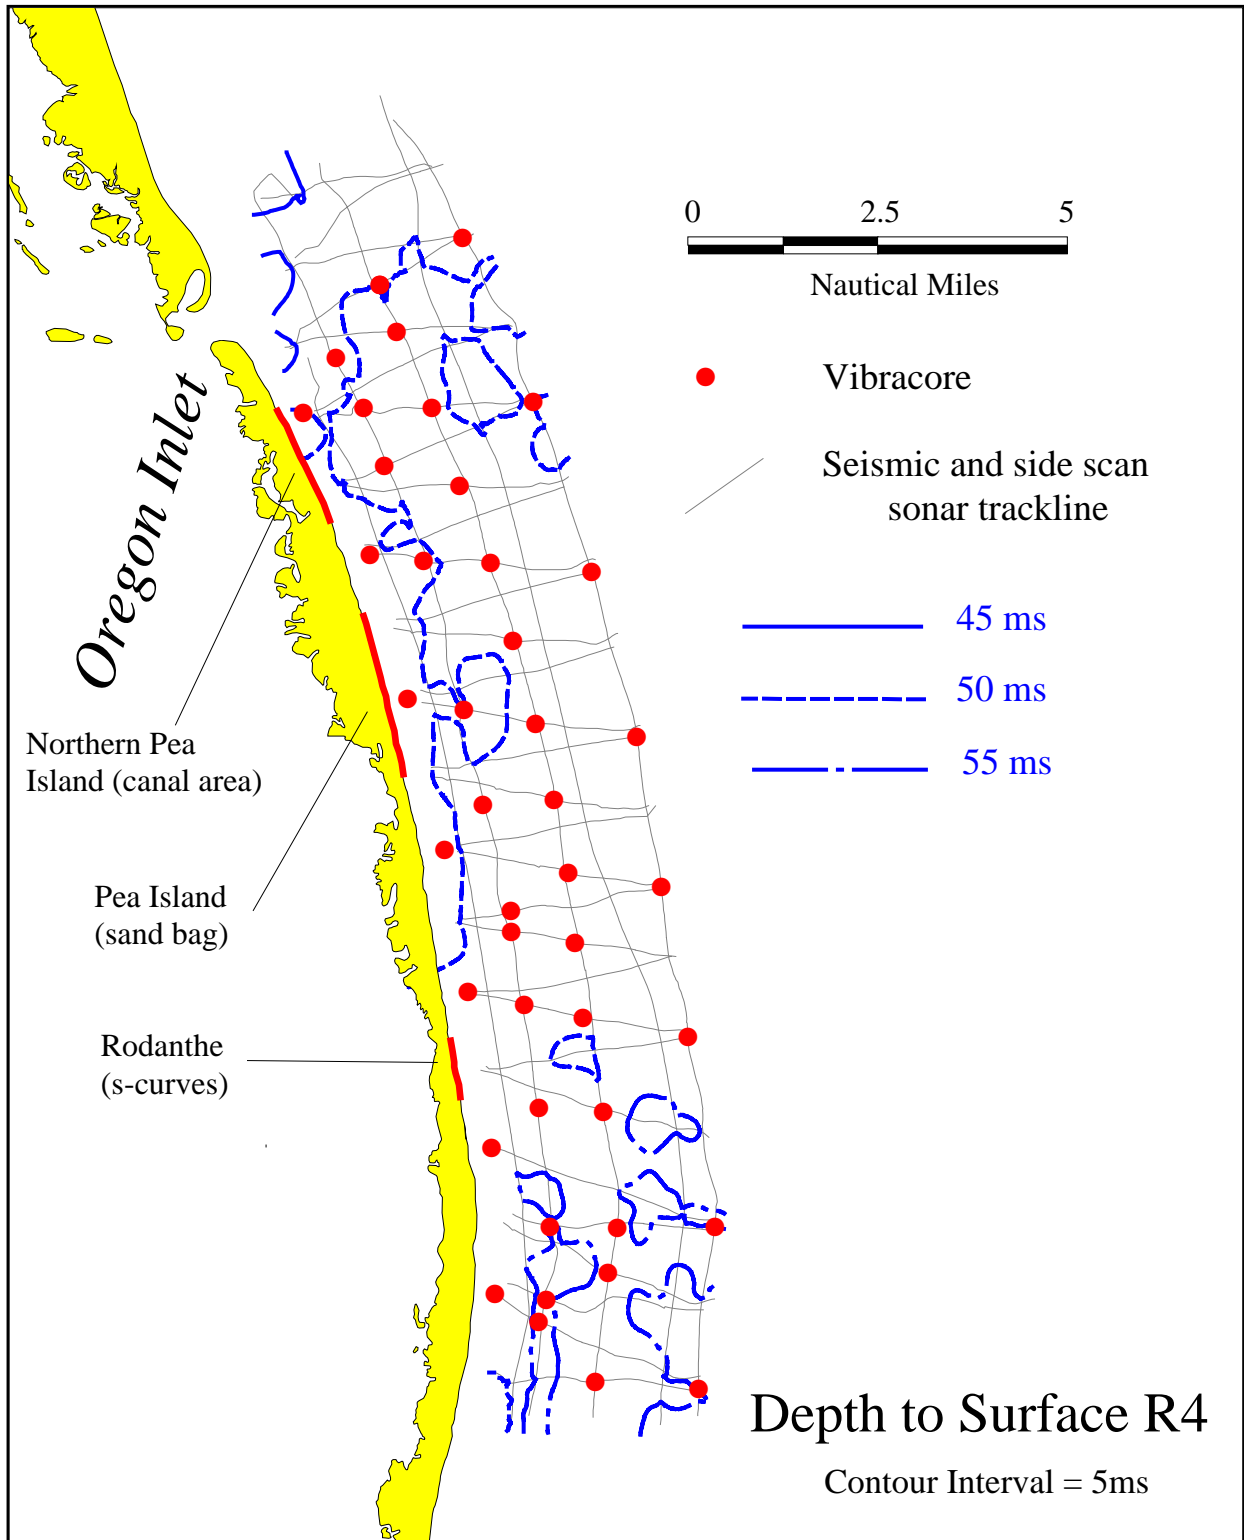 0 2.5 5
Nautical Miles
Vibracore
Seismic and side scan
sonar trackline
45 ms
50 ms
55 ms
Oregon Inlet
Northern Pea
Island (canal area)
Pea Island
(sand bag)
Rodanthe
(s-curves)
Depth to Surface R4
Contour Interval = 5ms